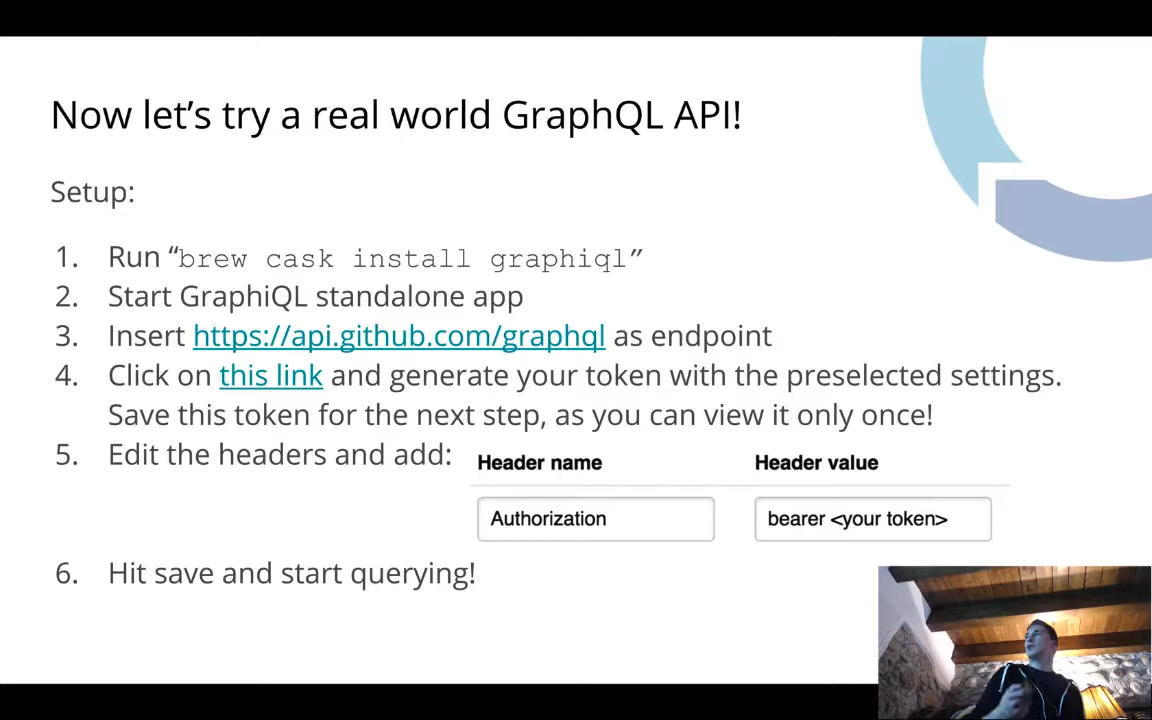 Now let's try a real world GraphQL API!
Setup:
1. Run “brew cask install graphiql”
2. Start GraphiQL standalone app
3. Insert https://api.github.com/graphql as endpoint
4. Click on this link and generate your token with the preselected settings.
Save this token for the next step, as you can view it only once!
5. Edit the headers and add:
Header name Header value
Authorization bearer <your token>
6. Hit save and start querying!